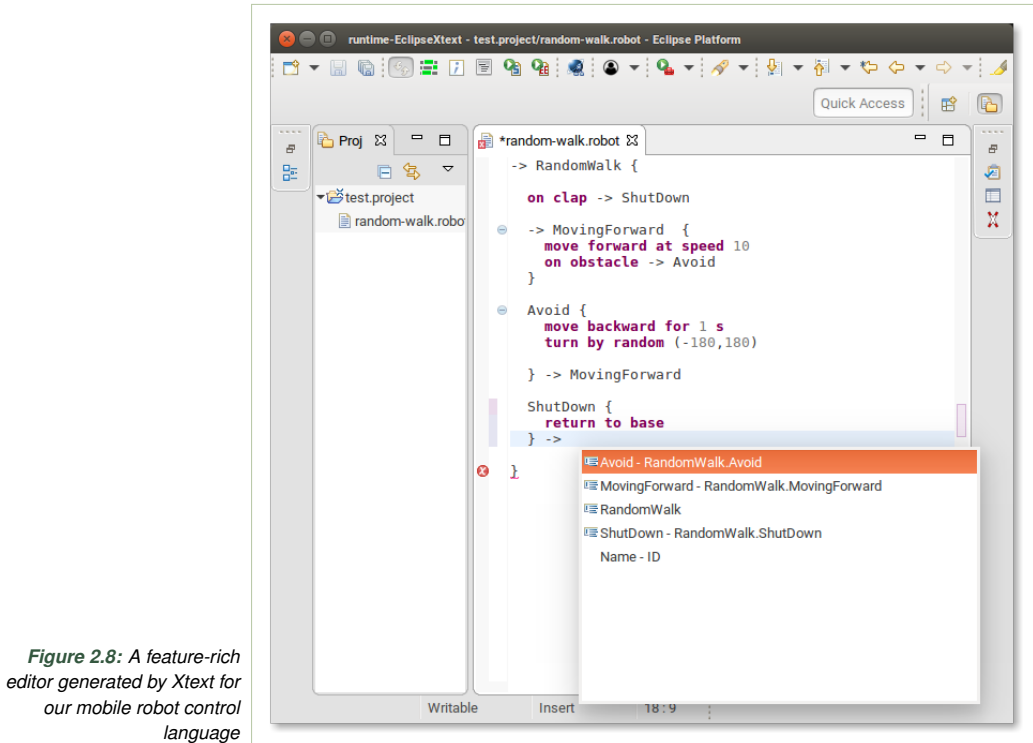 runtime-EclipseXtext - test.project/random-walk.robot - Eclipse Platform
Quick Access
Proj
*random-walk.robot
test.project
random-walk.robo
-> RandomWalk {
on clap -> ShutDown
-> MovingForward {
move forward at speed 10
on obstacle -> Avoid
}
Avoid {
move backward for 1 s
turn by random (-180,180)
} -> MovingForward
ShutDown {
return to base
} ->
}
Avoid - RandomWalk.Avoid
MovingForward - RandomWalk.MovingForward
RandomWalk
ShutDown - RandomWalk.ShutDown
Name - ID
Writable
Insert
18 : 9
Figure 2.8: A feature-rich
editor generated by Xtext for
our mobile robot control
language